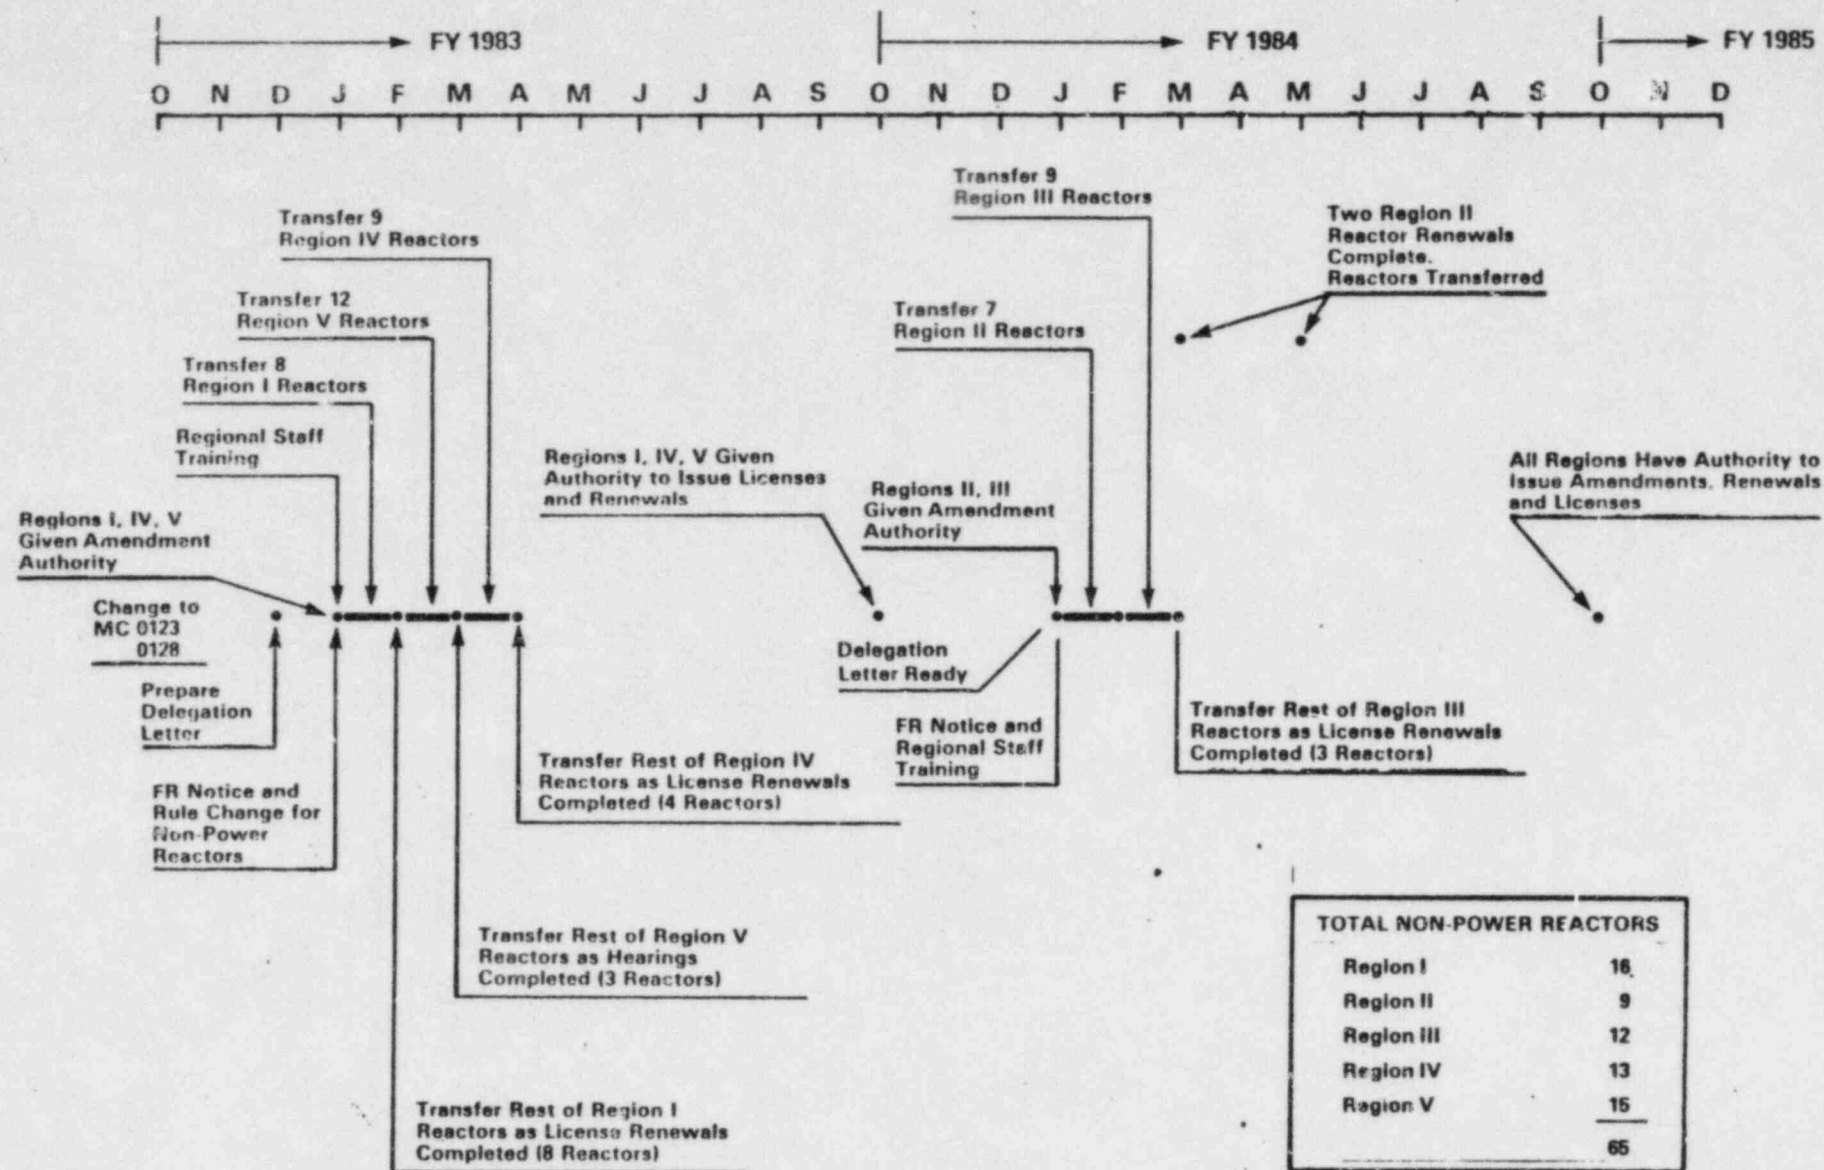 FY 1983
FY 1984
FY 1985
O N D J F M A M J J A S O N D J F M A M J J A S O N D
Transfer 9
Region IV Reactors
Transfer 12
Region V Reactors
Transfer 8
Region I Reactors
Regional Staff
Training
Regions I, IV, V
Given Amendment
Authority
Change to
MC 0123
0128
Prepare
Delegation
Letter
FR Notice and
Rule Change for
Non-Power
Reactors
Transfer Rest of Region I
Reactors as License Renewals
Completed (8 Reactors)
Transfer Rest of Region V
Reactors as Hearings
Completed (3 Reactors)
Transfer Rest of Region IV
Reactors as License Renewals
Completed (4 Reactors)
Regions I, IV, V Given
Authority to Issue Licenses
and Renewals
Transfer 9
Region III Reactors
Transfer 7
Region II Reactors
Regions II, III
Given Amendment
Authority
Delegation
Letter Ready
FR Notice and
Regional Staff
Training
Transfer Rest of Region III
Reactors as License Renewals
Completed (3 Reactors)
Two Region II
Reactor Renewals
Complete.
Reactors Transferred
All Regions Have Authority to
Issue Amendments, Renewals
and Licenses
TOTAL NON-POWER REACTORS
Region I 16
Region II 9
Region III 12
Region IV 13
Region V 15
65